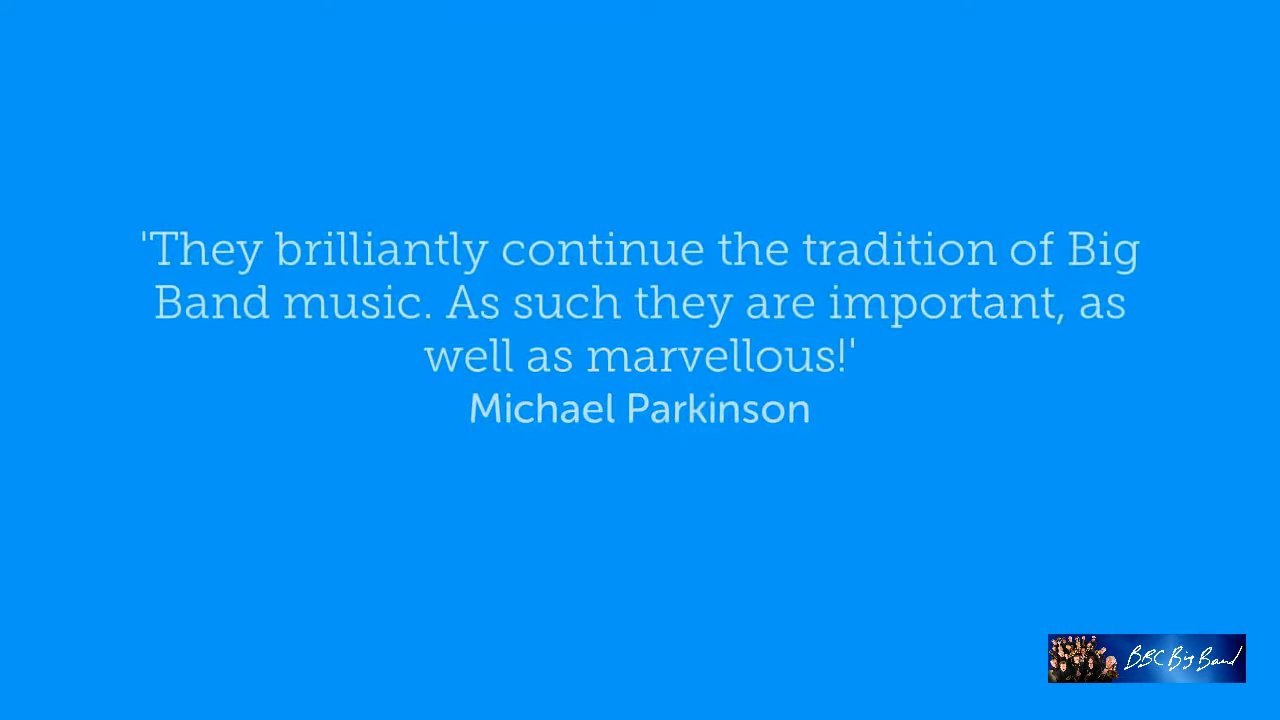 'They brilliantly continue the tradition of Big
Band music. As such they are important, as
well as marvellous!'
Michael Parkinson
BBC Big Band